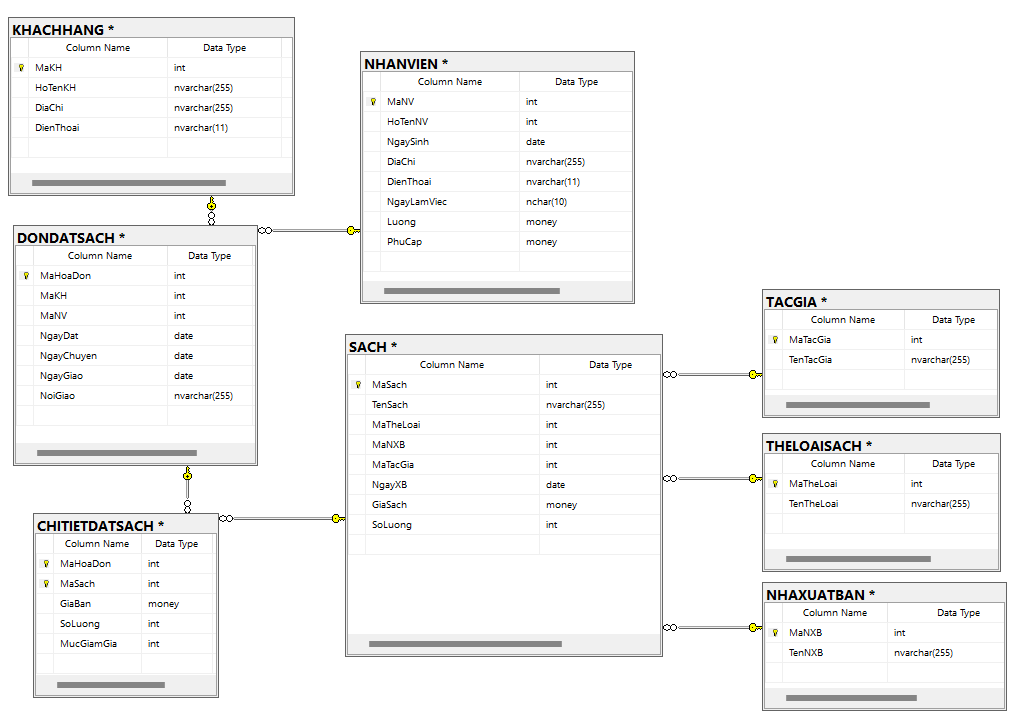 KHACHHANG *
Column Name Data Type
MaKH int
HoTenKH nvarchar(255)
DiaChi nvarchar(255)
DienThoai nvarchar(11)
NHANVIEN *
Column Name Data Type
MaNV int
HoTenNV int
NgaySinh date
DiaChi nvarchar(255)
DienThoai nvarchar(11)
NgayLamViec nchar(10)
Luong money
PhuCap money
DONDATSACH *
Column Name Data Type
MaHoaDon int
MaKH int
MaNV int
NgayDat date
NgayChuyen date
NgayGiao date
NoiGiao nvarchar(255)
SACH *
Column Name Data Type
MaSach int
TenSach nvarchar(255)
MaTheLoai int
MaNXB int
MaTacGia int
NgayXB date
GiaSach money
SoLuong int
TACGIA *
Column Name Data Type
MaTacGia int
TenTacGia nvarchar(255)
THELOAISACH *
Column Name Data Type
MaTheLoai int
TenTheLoai nvarchar(255)
CHITIETDATSACH *
Column Name Data Type
MaHoaDon int
MaSach int
GiaBan money
SoLuong int
MucGiamGia int
NHAXUATBAN *
Column Name Data Type
MaNXB int
TenNXB nvarchar(255)